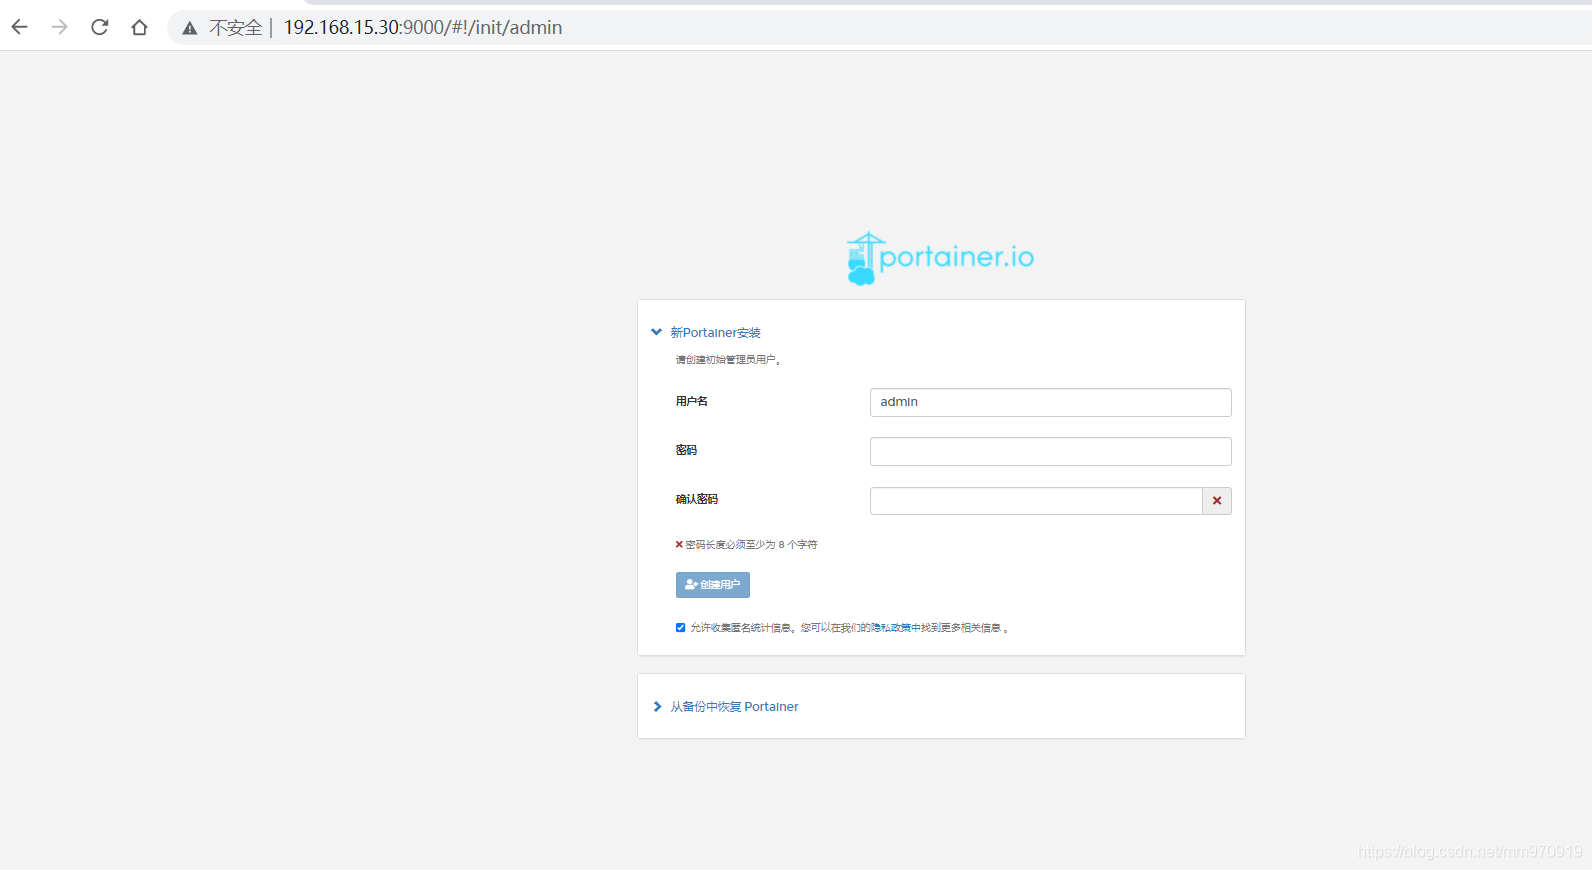 不安全 | 192.168.15.30:9000/#!/init/admin
portainer.io
新Portainer安装
请创建初始管理员用户。
用户名
admin
密码
确认密码
密码长度必须至少为 8 个字符
创建用户
允许收集匿名统计信息。您可以在我们的隐私政策中找到更多相关信息 。
从备份中恢复 Portainer
https://blog.csdn.net/mm970919